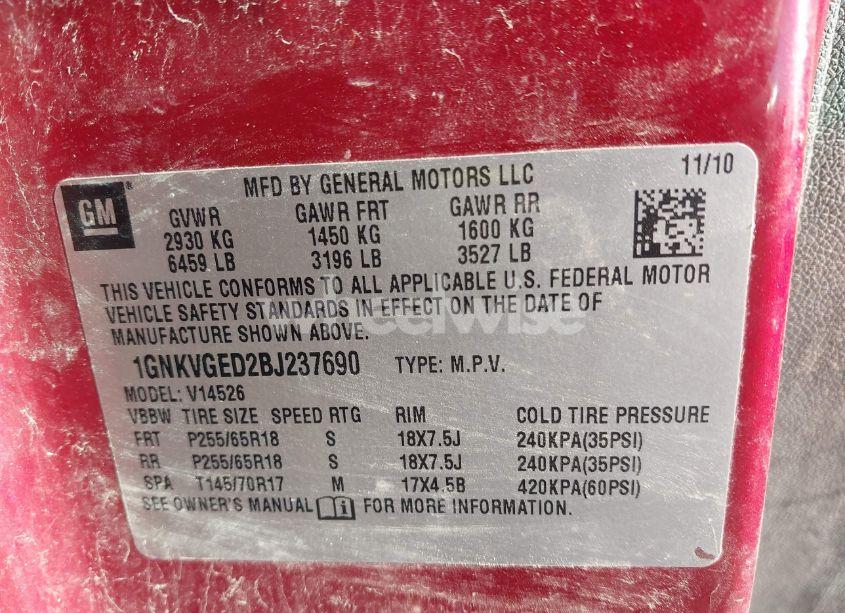 MFD BY GENERAL MOTORS LLC 11/10
GM
GVWR GAWR FRT GAWR RR
2930 KG 1450 KG 1600 KG
6459 LB 3196 LB 3527 LB
THIS VEHICLE CONFORMS TO ALL APPLICABLE U.S. FEDERAL MOTOR
VEHICLE SAFETY STANDARDS IN EFFECT ON THE DATE OF
MANUFACTURE SHOWN ABOVE.
1GNKVGED2BJ237690 TYPE: M.P.V.
MODEL: V14526
VBBW TIRE SIZE SPEED RTG RIM COLD TIRE PRESSURE
FRT P255/65R18 S 18X7.5J 240KPA(35PSI)
RR P255/65R18 S 18X7.5J 240KPA(35PSI)
SPA T145/70R17 M 17X4.5B 420KPA(60PSI)
SEE OWNER'S MANUAL FOR MORE INFORMATION.